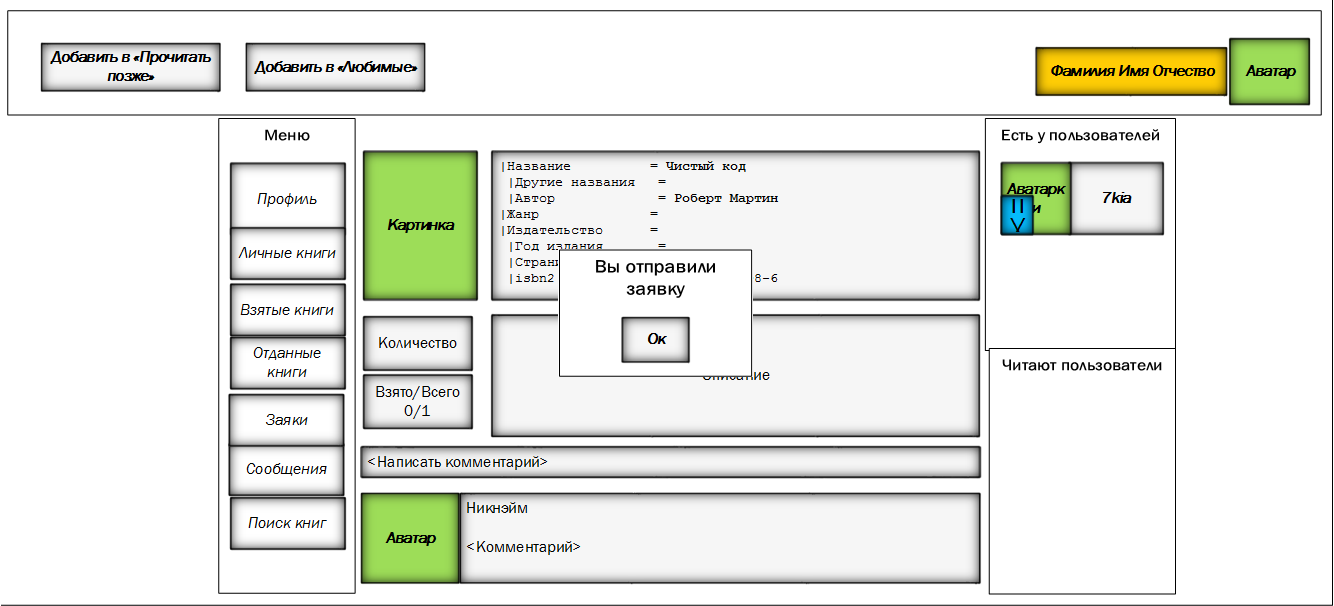 Добавить в «Прочитать
позже»
Добавить в «Любимые»
Фамилия Имя Отчество
Аватар
Меню
Профиль
Личные книги
Взятые книги
Отданные
книги
Заяки
Сообщения
Поиск книг
Картинка
|Название = Чистый код
|Другие названия =
|Автор = Роберт Мартин
|Жанр =
|Издательство =
|Год издания =
|Страни
|isbn2 8-6
Вы отправили
заявку
Ок
Количество
Взято/Всего
0/1
Описание
<Написать комментарий>
Аватар
Никнэйм
<Комментарий>
Есть у пользователей
Аватарк
и
7kia
Читают пользователи